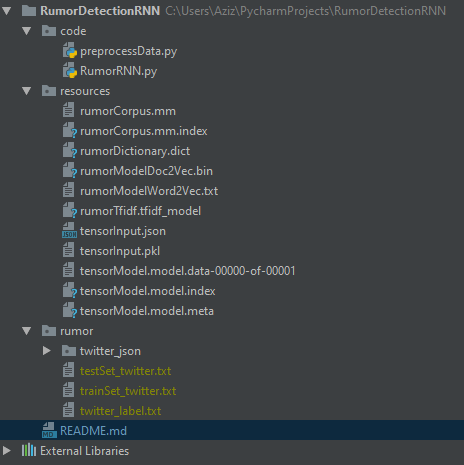 RumorDetectionRNN C:\Users\Aziz\PycharmProjects\RumorDetectionRNN
code
preprocessData.py
RumorRNN.py
resources
rumorCorpus.mm
rumorCorpus.mm.index
rumorDictionary.dict
rumorModelDoc2Vec.bin
rumorModelWord2Vec.txt
rumorTfidf.tfidf_model
tensorInput.json
tensorInput.pkl
tensorModel.model.data-00000-of-00001
tensorModel.model.index
tensorModel.model.meta
rumor
twitter_json
testSet_twitter.txt
trainSet_twitter.txt
twitter_label.txt
README.md
External Libraries